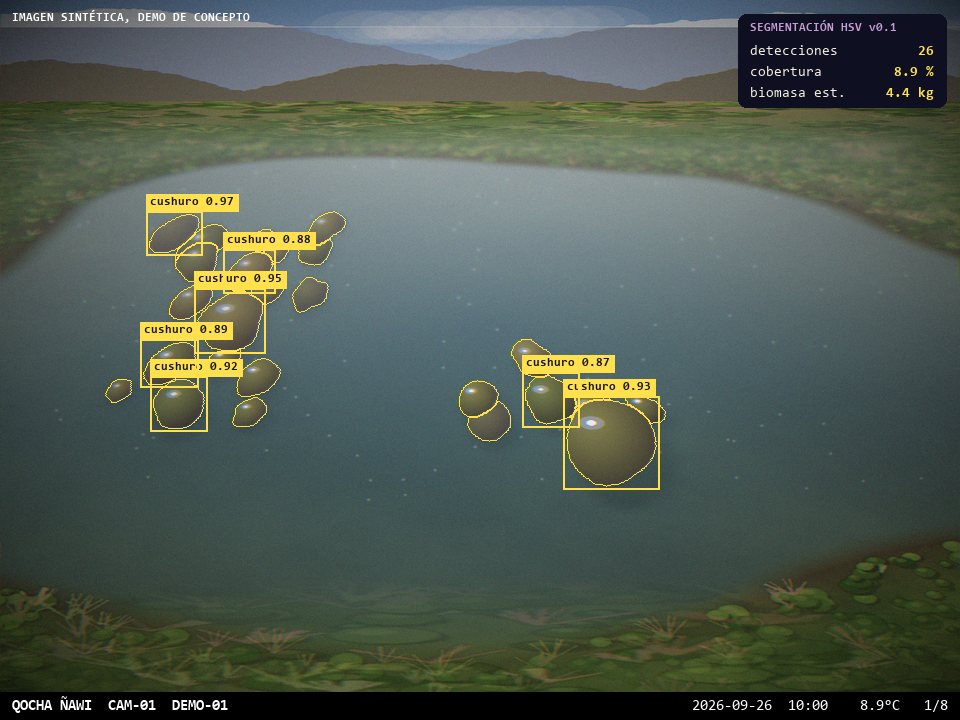 IMAGEN SINTÉTICA, DEMO DE CONCEPTO
SEGMENTACIÓN HSV v0.1
detecciones 26
cobertura 8.9 %
biomasa est. 4.4 kg
cushuro 0.97
cushuro 0.88
cushuro 0.95
cushuro 0.89
cushuro 0.92
cushuro 0.87
cushuro 0.93
QOCHA ÑAWI CAM-01 DEMO-01
2026-09-26 10:00 8.9°C 1/8